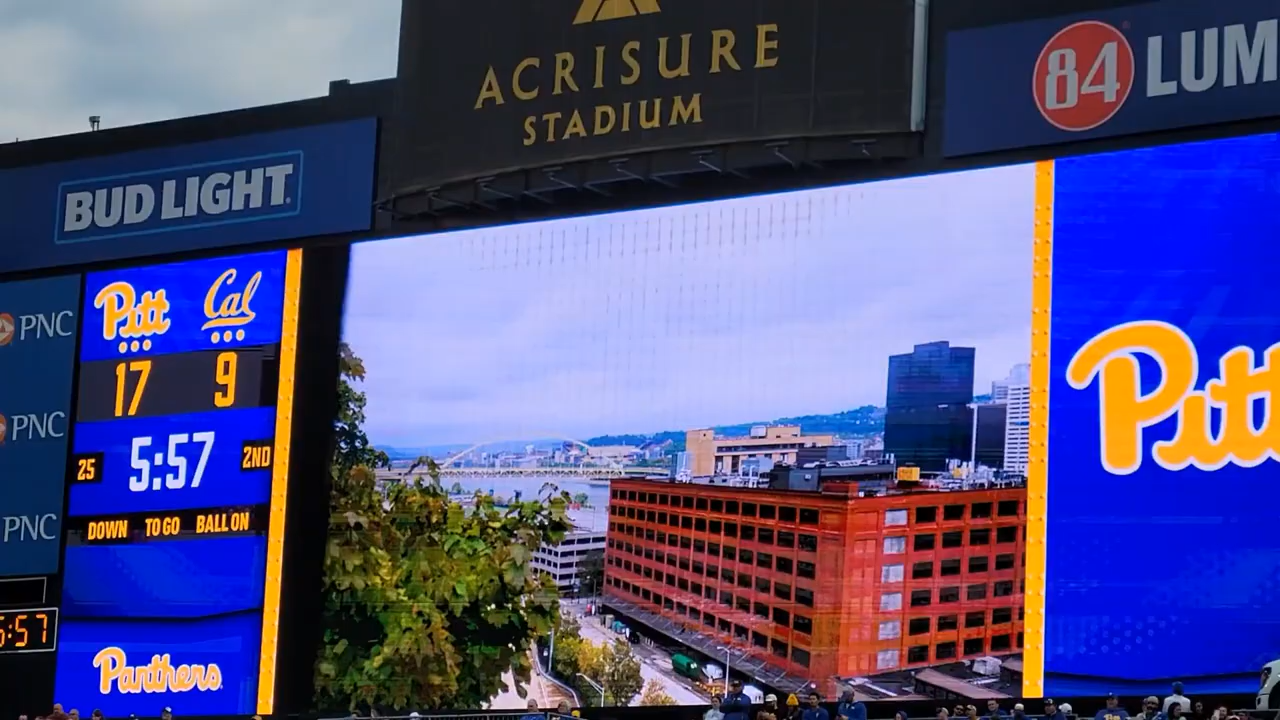 ACRISURE
STADIUM
84 LUM
BUD LIGHT
PNC
PNC
PNC
Pitt Cal
17 9
25 5:57 2ND
DOWN TO GO BALL ON
5:57
Panthers
Pitt